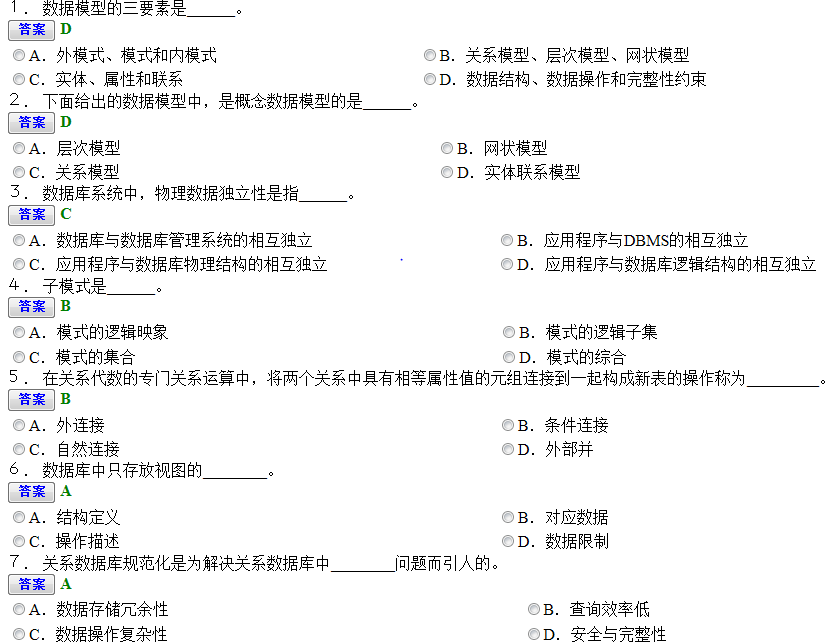 1． 数据模型的三要素是______。
答案 D
A．外模式、模式和内模式 B．关系模型、层次模型、网状模型
C．实体、属性和联系 D．数据结构、数据操作和完整性约束
2． 下面给出的数据模型中，是概念数据模型的是______。
答案 D
A．层次模型 B．网状模型
C．关系模型 D．实体联系模型
3． 数据库系统中，物理数据独立性是指______。
答案 C
A．数据库与数据库管理系统的相互独立 B．应用程序与DBMS的相互独立
C．应用程序与数据库物理结构的相互独立 D．应用程序与数据库逻辑结构的相互独立
4． 子模式是______。
答案 B
A．模式的逻辑映象 B．模式的逻辑子集
C．模式的集合 D．模式的综合
5． 在关系代数的专门关系运算中，将两个关系中具有相等属性值的元组连接到一起构成新表的操作称为_________。
答案 B
A．外连接 B．条件连接
C．自然连接 D．外部并
6． 数据库中只存放视图的________。
答案 A
A．结构定义 B．对应数据
C．操作描述 D．数据限制
7． 关系数据库规范化是为解决关系数据库中________问题而引人的。
答案 A
A．数据存储冗余性 B．查询效率低
C．数据操作复杂性 D．安全与完整性